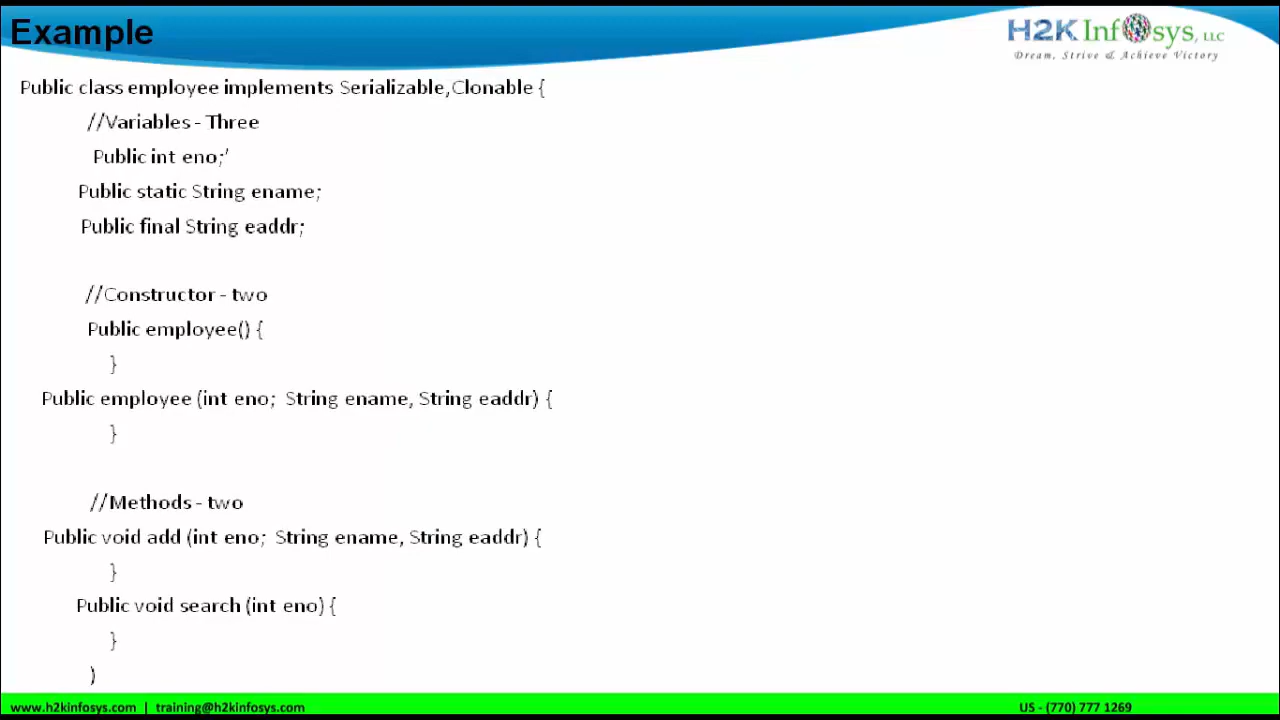 Example
H2K Infosys, LLC
Dream, Strive & Achieve Victory
Public class employee implements Serializable,Clonable {
//Variables - Three
Public int eno;’
Public static String ename;
Public final String eaddr;
//Constructor - two
Public employee() {
}
Public employee (int eno;  String ename, String eaddr) {
}
//Methods - two
Public void add (int eno;  String ename, String eaddr) {
}
Public void search (int eno) {
}
)
www.h2kinfosys.com | training@h2kinfosys.com
US - (770) 777 1269